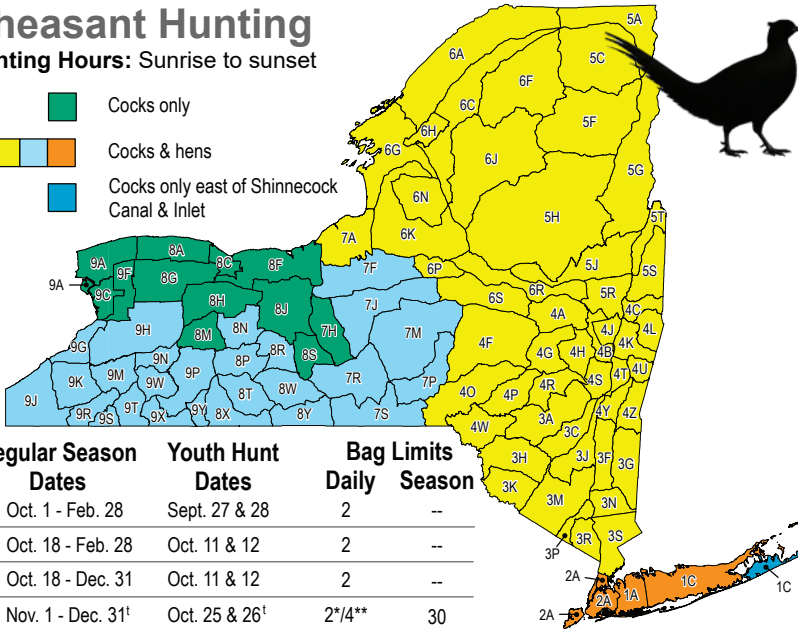 heasant Hunting
nting Hours: Sunrise to sunset
Cocks only
Cocks & hens
Cocks only east of Shinnecock
Canal & Inlet
5A
6A
5C
6F
6C
5F
6H
6G
6J
5G
6N
5H
5T
6K
7A
8A
8C
8F
9A
9F
8G
7F
6P
5J
5S
9A
9C
6R
5R
8H
8J
7J
6S
4A
4C
9H
8M
8N
7H
7M
4J
4L
9G
8R
8S
4F
4G
4H
4B
4K
9N
8P
9K
9M
9W
9P
7R
7P
4R
4S
4T
4U
9J
8T
8W
4O
4P
9R
9S
9T
9X
9Y
8X
8Y
7S
4W
3A
4Y
4Z
3C
3H
3J
3F
3G
3K
3M
3N
3P
3R
3S
2A
2A
2A
1A
1C
1C
egular Season Youth Hunt Bag Limits
Dates Dates Daily Season
Oct. 1 - Feb. 28 Sept. 27 & 28 2 --
Oct. 18 - Feb. 28 Oct. 11 & 12 2 --
Oct. 18 - Dec. 31 Oct. 11 & 12 2 --
Nov. 1 - Dec. 31t Oct. 25 & 26t 2*/4** 30